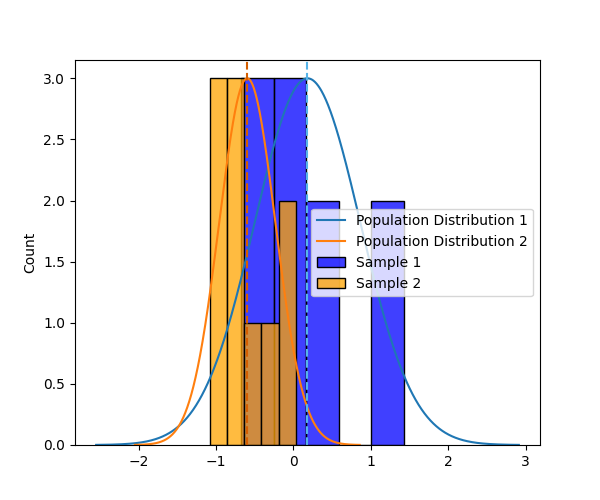 3.0
2.5
2.0
1.5
1.0
0.5
0.0
Count
Population Distribution 1
Population Distribution 2
Sample 1
Sample 2
−2
−1
0
1
2
3